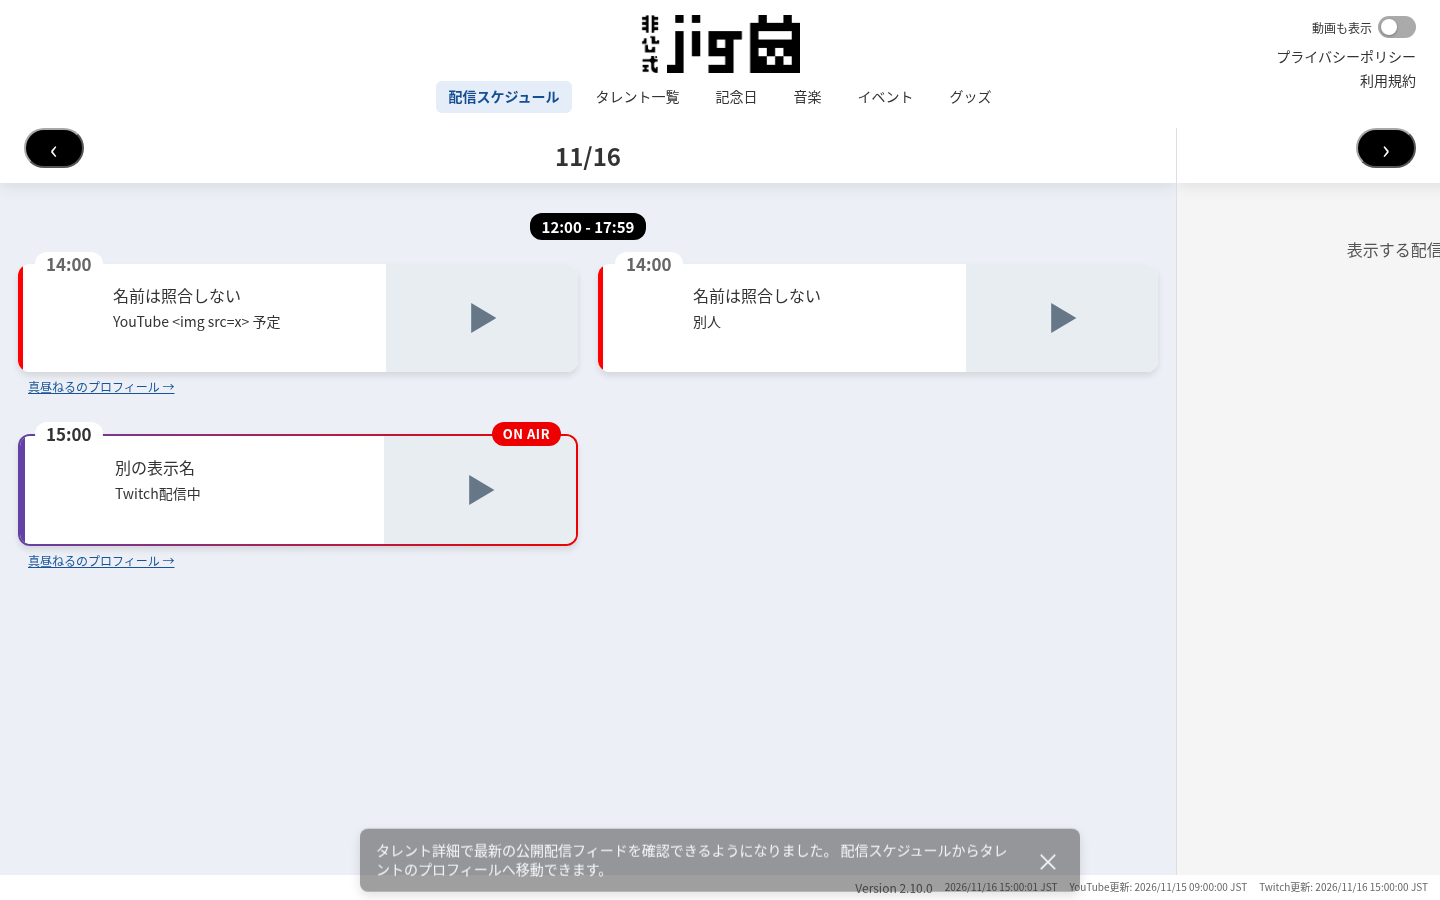 非公式 jig
動画も表示
プライバシーポリシー
利用規約
配信スケジュール タレント一覧 記念日 音楽 イベント グッズ
‹ 11/16 ›
12:00 - 17:59
表示する配信
14:00 14:00
名前は照合しない 名前は照合しない
YouTube <img src=x> 予定 別人
真昼ねるのプロフィール →
15:00 ON AIR
別の表示名
Twitch配信中
真昼ねるのプロフィール →
タレント詳細で最新の公開配信フィードを確認できるようになりました。 配信スケジュールからタレ
ントのプロフィールへ移動できます。
Version 2.10.0 2026/11/16 15:00:01 JST YouTube更新: 2026/11/15 09:00:00 JST Twitch更新: 2026/11/16 15:00:00 JST